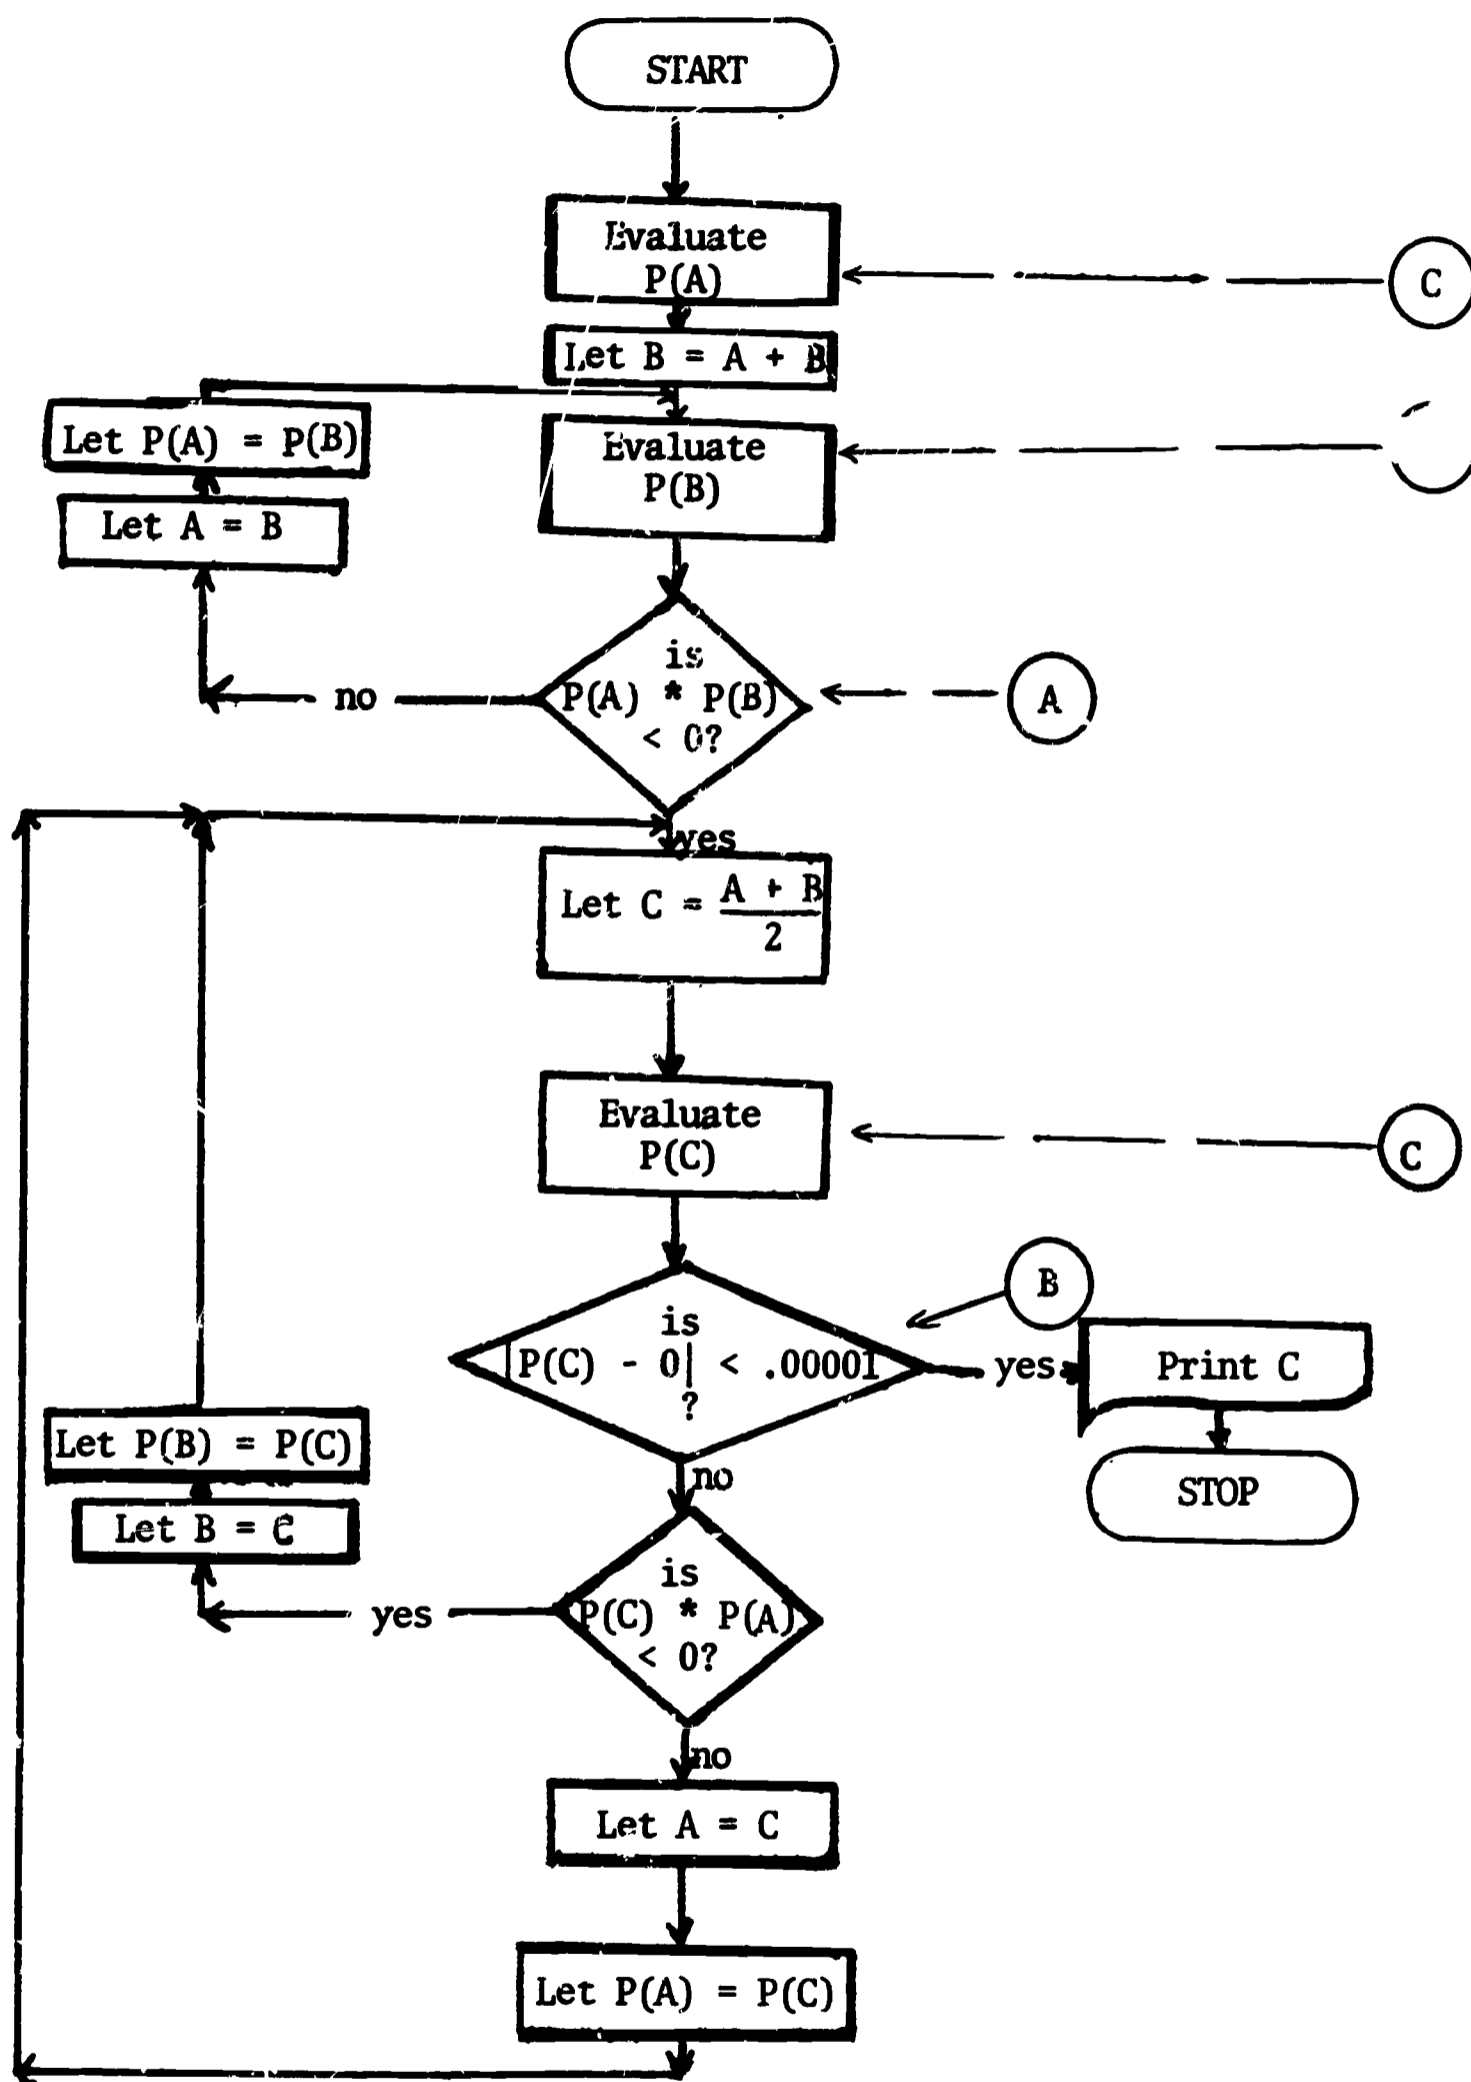 START
Evaluate
P(A)
C
Let B = A + B
Let P(A) = P(B)
Evaluate
P(B)
Let A = B
is
P(A) * P(B)
< 0?
no
A
yes
Let C = A + B
2
Evaluate
P(C)
C
B
is
|P(C) - 0| < .00001
?
yes
Print C
no
STOP
Let P(B) = P(C)
Let B = C
is
P(C) * P(A)
< 0?
yes
no
Let A = C
Let P(A) = P(C)